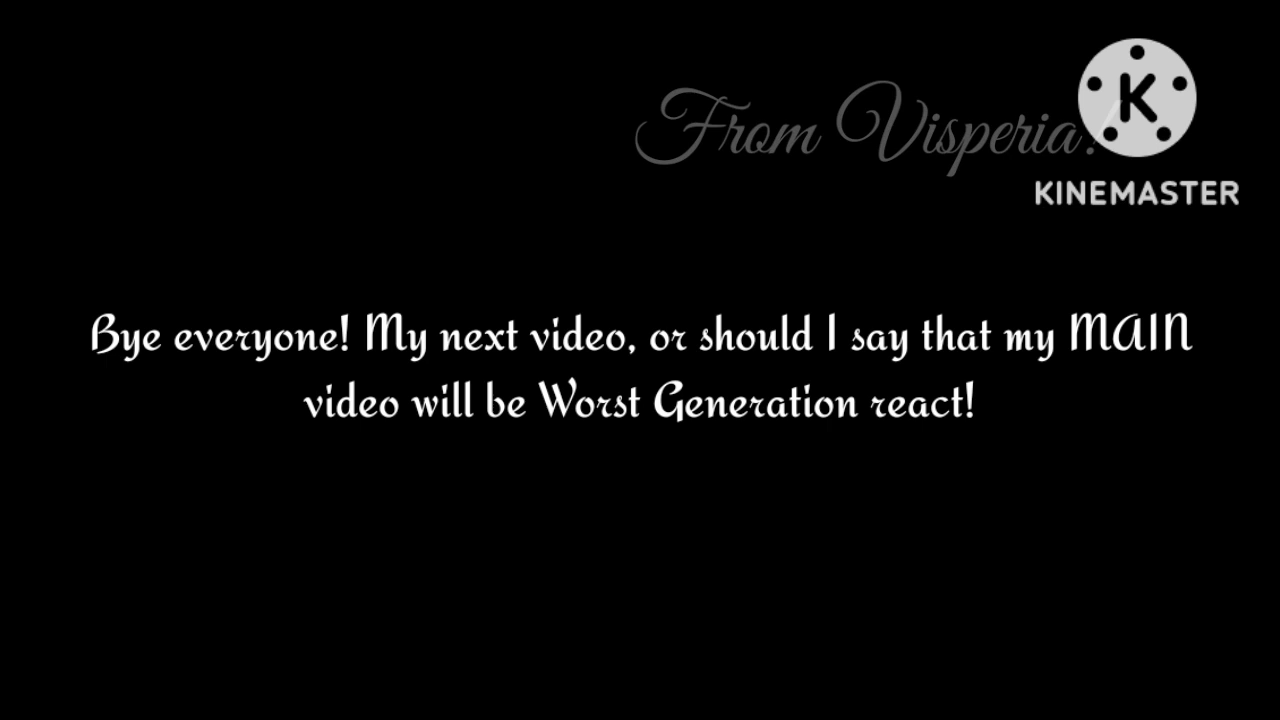 From Visperia!
K
KINEMASTER
Bye everyone! My next video, or should I say that my MAIN
video will be Worst Generation react!